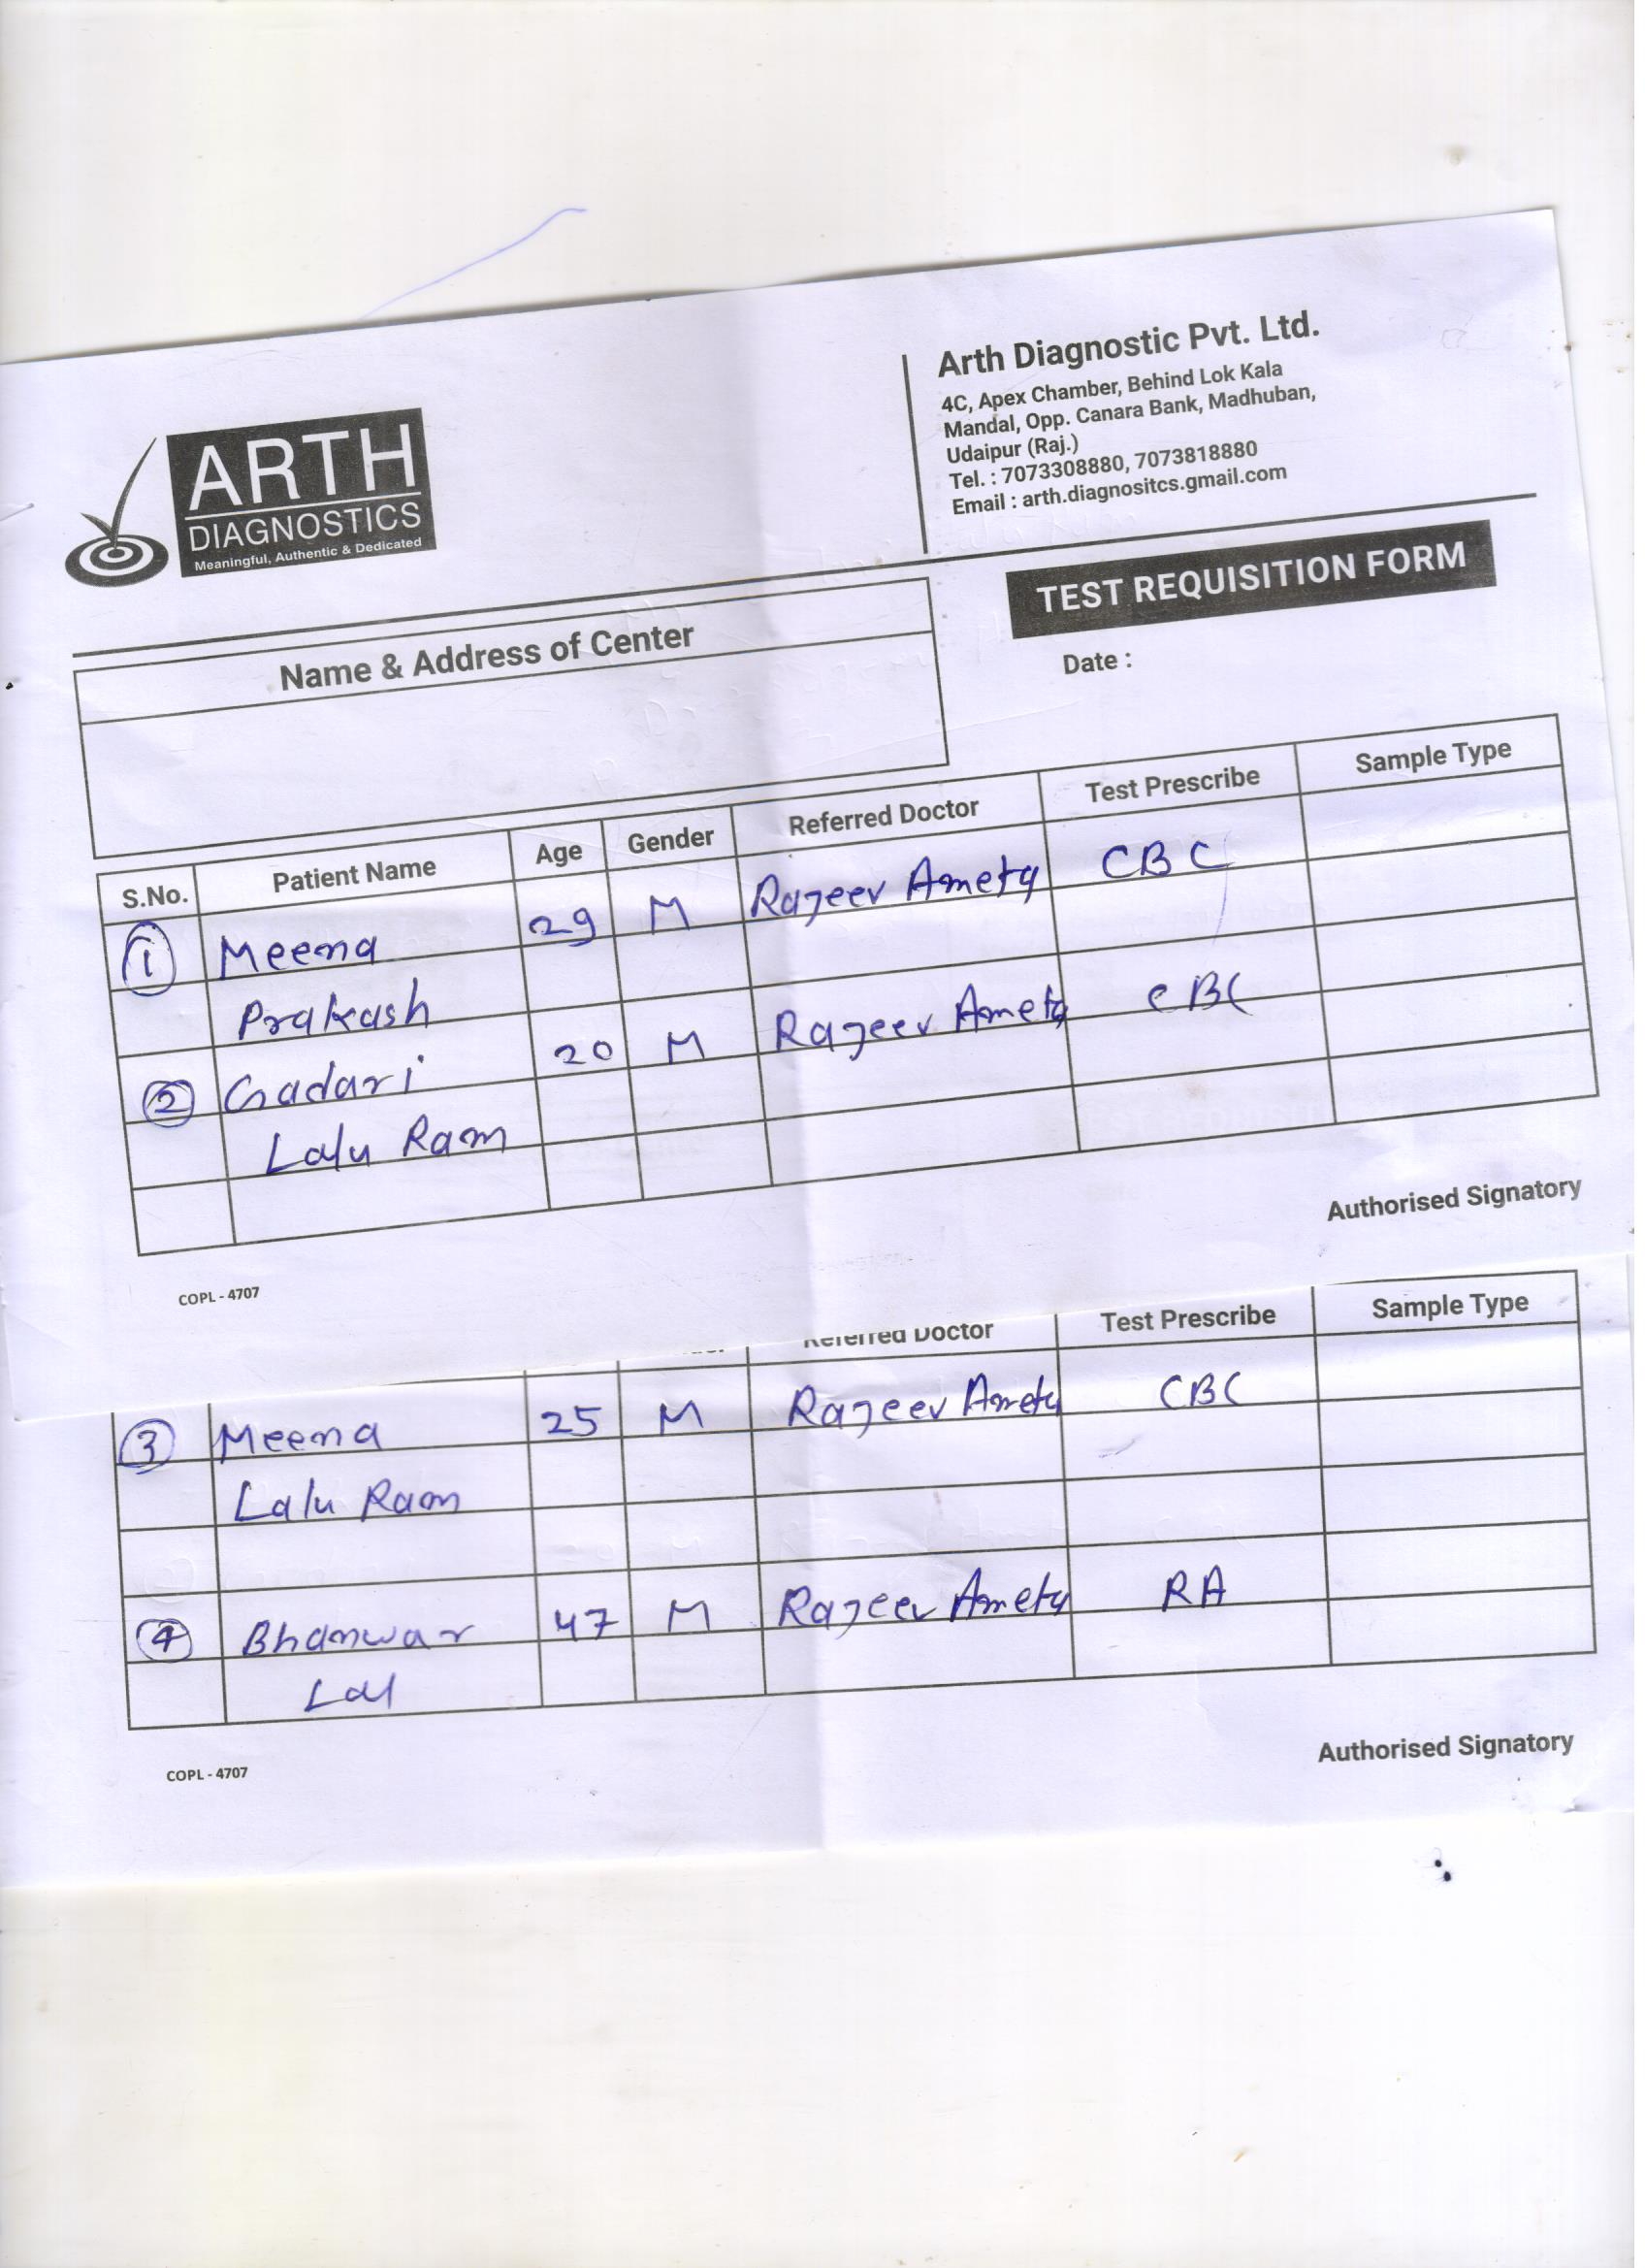 ARTH
DIAGNOSTICS
Meaningful, Authentic & Dedicated
Arth Diagnostic Pvt. Ltd.
4C, Apex Chamber, Behind Lok Kala
Mandal, Opp. Canara Bank, Madhuban,
Udaipur (Raj.)
Tel. : 7073308880, 7073818880
Email : arth.diagnositcs.gmail.com
TEST REQUISITION FORM
Name & Address of Center
Date :
S.No. Patient Name Age Gender Referred Doctor Test Prescribe Sample Type
1 Meena 29 M Rajeev Ameta CBC
Prakash
2 Gadari 20 M Rajeev Ameta CBC
Lalu Ram
Authorised Signatory
COPL - 4707
Referred Doctor Test Prescribe Sample Type
3 Meena 25 M Rajeev Ameta CBC
Lalu Ram
4 Bhanwar 47 M Rajeev Ameta RA
Lal
Authorised Signatory
COPL - 4707